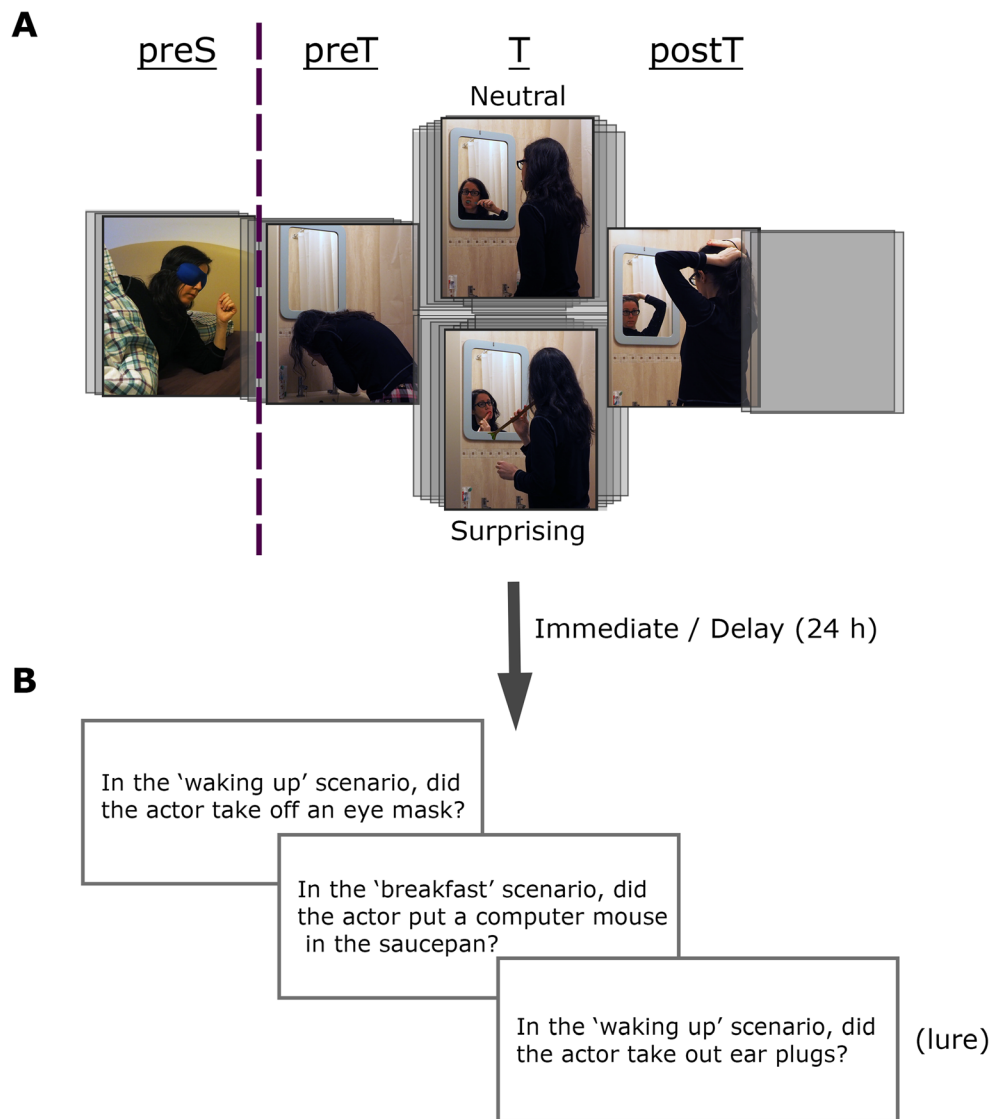 A
preS
preT
T
postT
Neutral
Surprising
Immediate / Delay (24 h)
B
In the ‘waking up’ scenario, did
the actor take off an eye mask?
In the ‘breakfast’ scenario, did
the actor put a computer mouse
in the saucepan?
In the ‘waking up’ scenario, did
the actor take out ear plugs?
(lure)